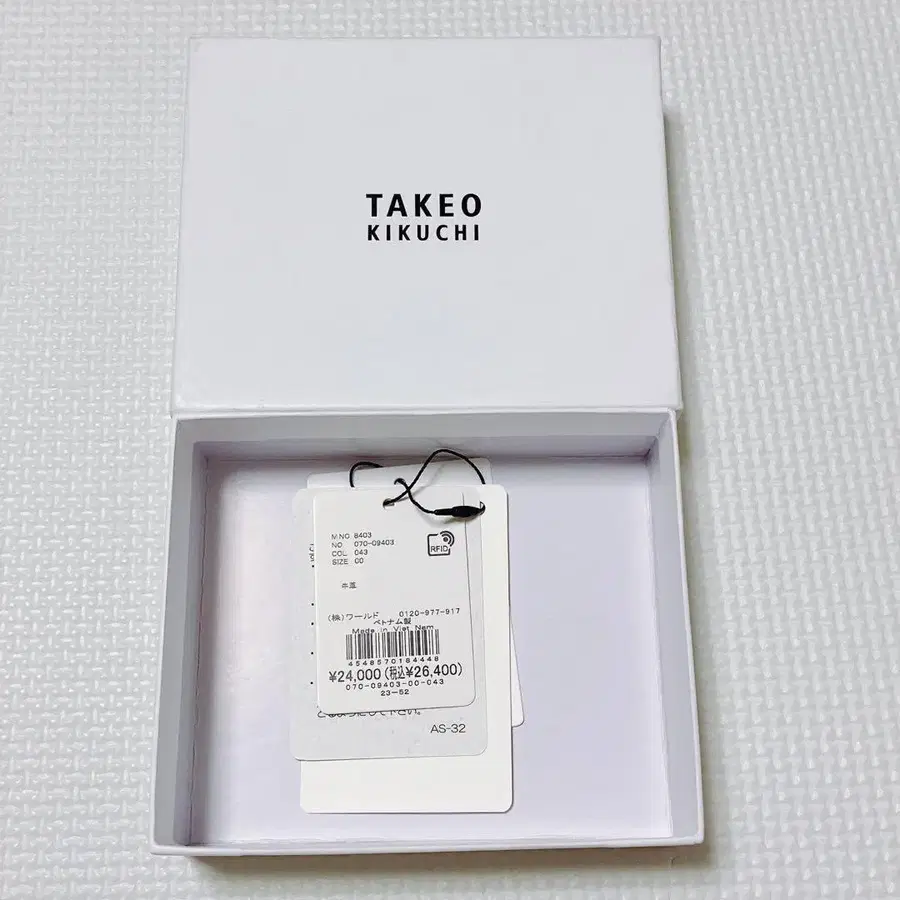 TAKEO
KIKUCHI
M NO 8403
NO 070-09403
COL 043
SIZE 00
RFID
牛革
(株)ワールド 0120-977-917
ベトナム製
Made in Viet Nam
4548570184448
¥24,000(税込¥26,400)
070-09403-00-043
23-52
AS-32